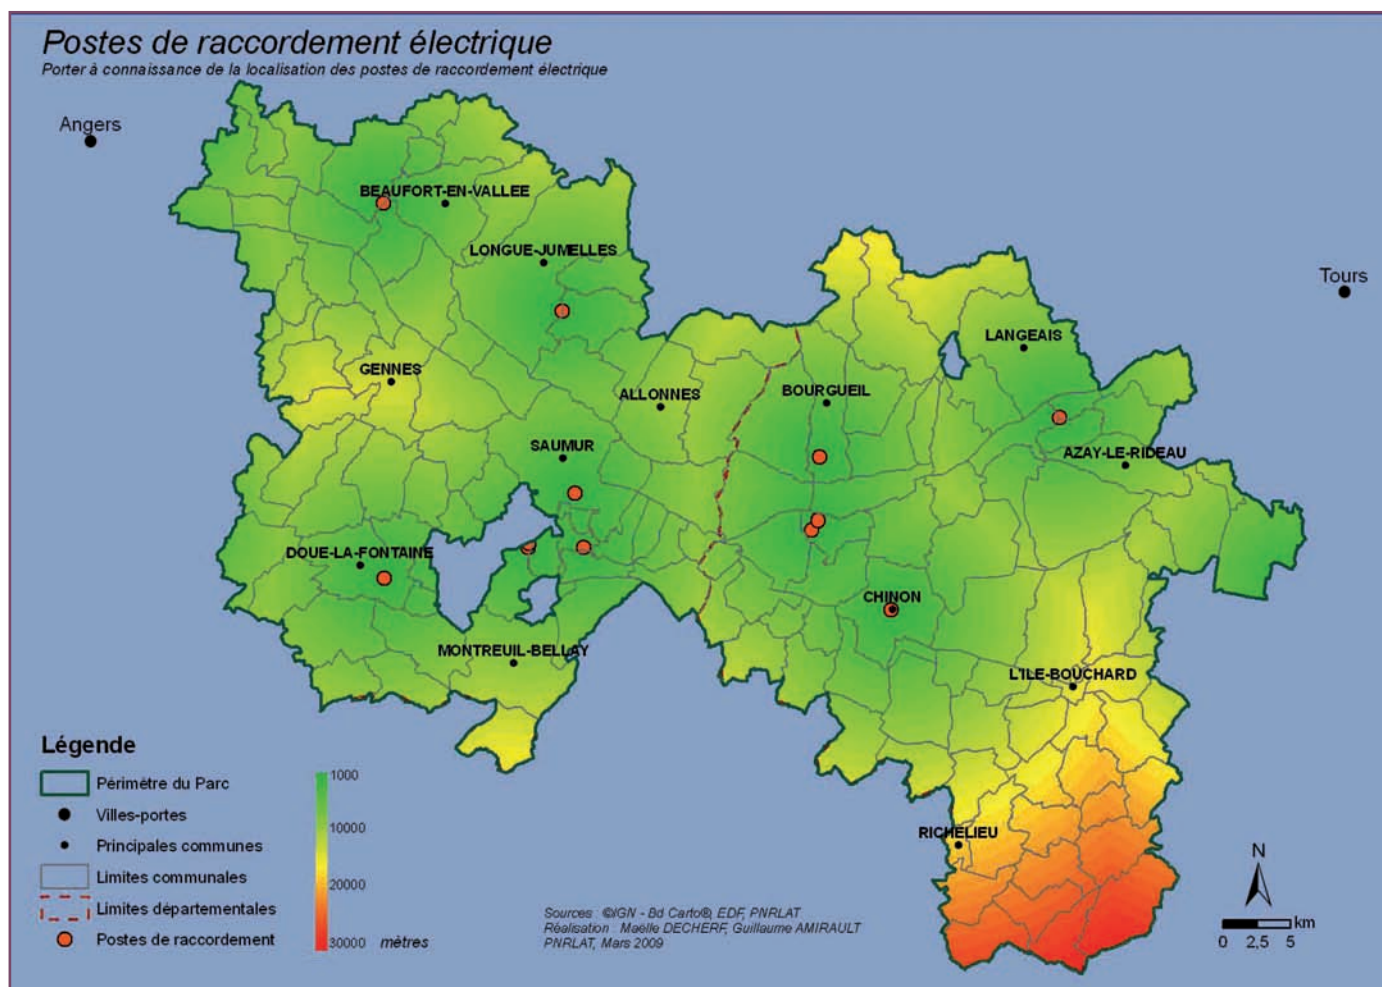 Postes de raccordement électrique
Porter à connaissance de la localisation des postes de raccordement électrique
Angers
BEAUFORT-EN-VALLEE
LONGUE-JUMELLES
Tours
LANGEAIS
GENNES
ALLONNES
BOURGUEIL
SAUMUR
AZAY-LE-RIDEAU
DOUE-LA-FONTAINE
CHINON
MONTREUIL-BELLAY
L'ILE-BOUCHARD
RICHELIEU
Légende
Périmètre du Parc
Villes-portes
Principales communes
Limites communales
Limites départementales
Postes de raccordement
1000
10000
20000
30000 mètres
Sources : ©IGN - Bd Carto®, EDF, PNRLAT
Réalisation : Maëlle DECHERF, Guillaume AMIRAULT
PNRLAT, Mars 2009
N
km
0 2,5 5